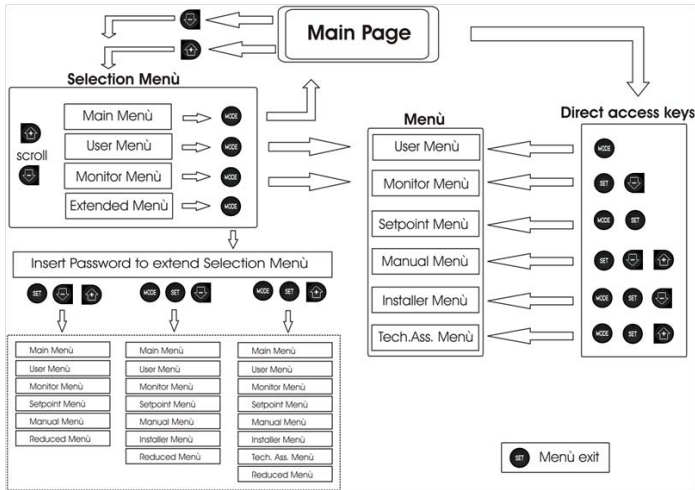 Main Page
Selection Menù
Main Menù
MODE
User Menù
MODE
scroll
Monitor Menù
MODE
Extended Menù
MODE
Insert Password to extend Selection Menù
SET
MODE SET
MODE SET
Main Menù
User Menù
Monitor Menù
Setpoint Menù
Manual Menù
Reduced Menù
Main Menù
User Menù
Monitor Menù
Setpoint Menù
Manual Menù
Installer Menù
Reduced Menù
Main Menù
User Menù
Monitor Menù
Setpoint Menù
Manual Menù
Installer Menù
Tech. Ass. Menù
Reduced Menù
Menù
User Menù
Monitor Menù
Setpoint Menù
Manual Menù
Installer Menù
Tech.Ass. Menù
Direct access keys
MODE
SET
MODE SET
SET
MODE SET
MODE SET
SET Menù exit